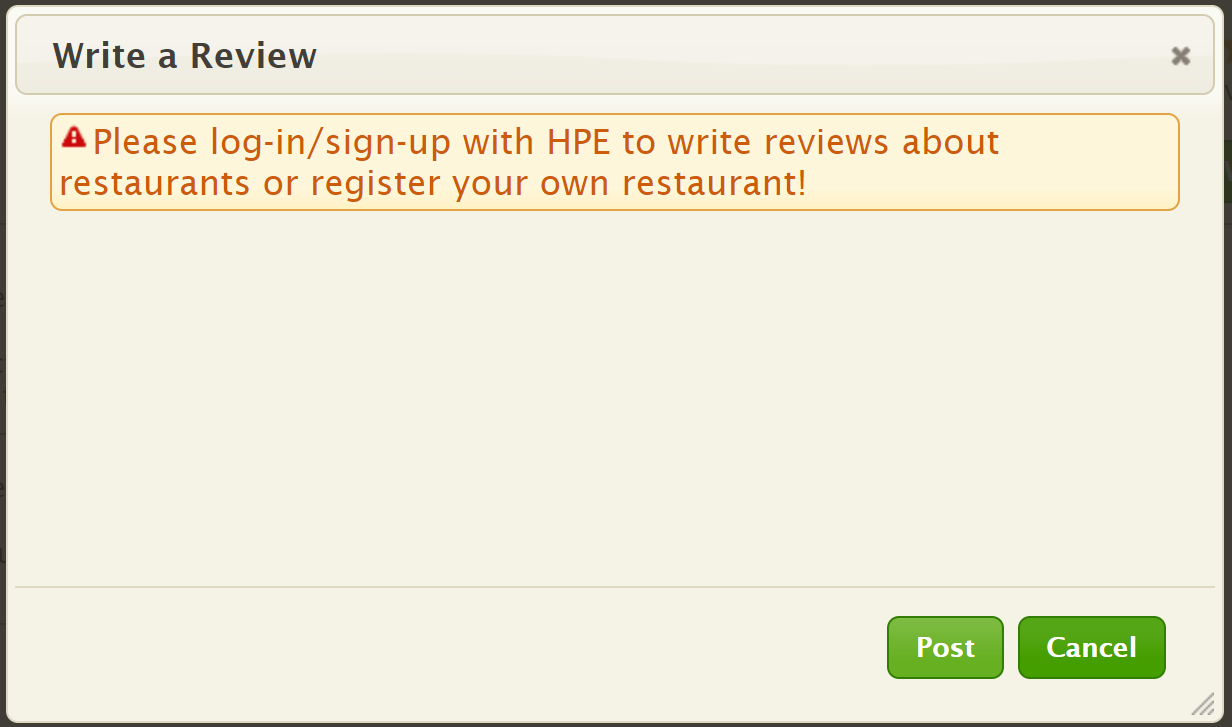 Write a Review
Please log-in/sign-up with HPE to write reviews about
restaurants or register your own restaurant!
Post
Cancel